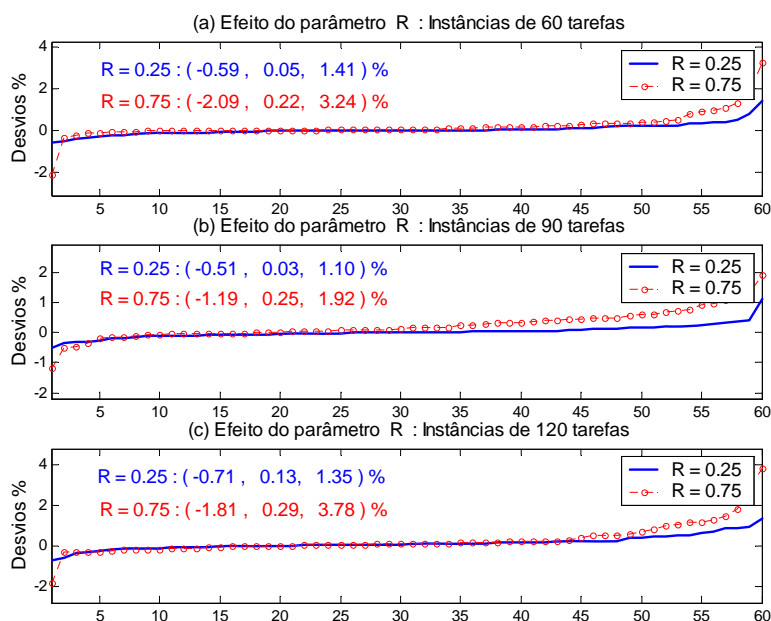 (a) Efeito do parâmetro R : Instâncias de 60 tarefas
4
2
0
-2
Desvios %
R = 0.25 : ( -0.59 , 0.05, 1.41 ) %
R = 0.75 : ( -2.09 , 0.22, 3.24 ) %
R = 0.25
R = 0.75
5 10 15 20 25 30 35 40 45 50 55 60
(b) Efeito do parâmetro R : Instâncias de 90 tarefas
2
1
0
-1
-2
Desvios %
R = 0.25 : ( -0.51 , 0.03, 1.10 ) %
R = 0.75 : ( -1.19 , 0.25, 1.92 ) %
R = 0.25
R = 0.75
5 10 15 20 25 30 35 40 45 50 55 60
(c) Efeito do parâmetro R : Instâncias de 120 tarefas
4
2
0
-2
Desvios %
R = 0.25 : ( -0.71 , 0.13, 1.35 ) %
R = 0.75 : ( -1.81 , 0.29, 3.78 ) %
R = 0.25
R = 0.75
5 10 15 20 25 30 35 40 45 50 55 60